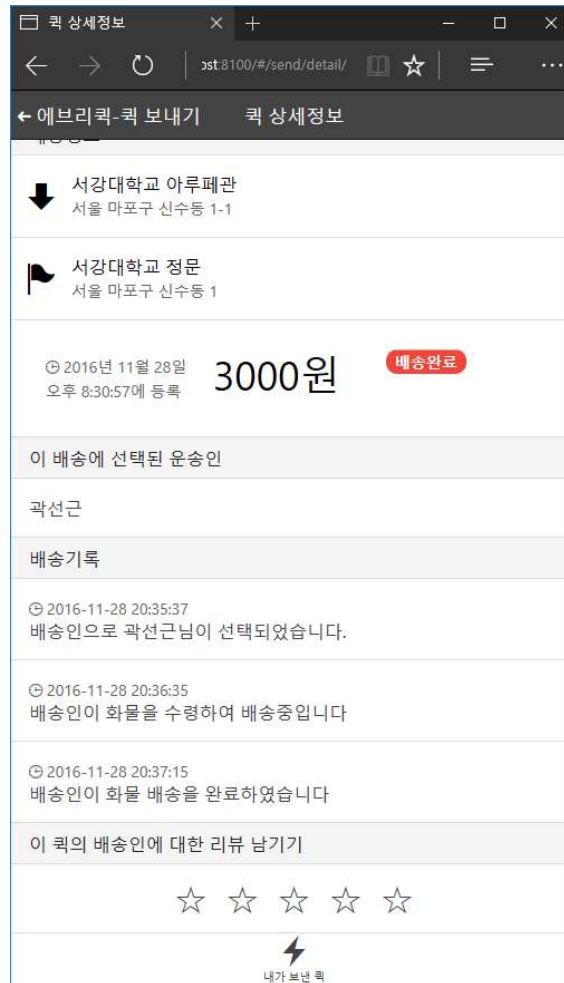 퀵 상세정보
ost:8100/#/send/detail/
에브리퀵-퀵 보내기 퀵 상세정보
서강대학교 아루페관
서울 마포구 신수동 1-1
서강대학교 정문
서울 마포구 신수동 1
2016년 11월 28일
오후 8:30:57에 등록
3000원
배송완료
이 배송에 선택된 운송인
곽선근
배송기록
2016-11-28 20:35:37
배송인으로 곽선근님이 선택되었습니다.
2016-11-28 20:36:35
배송인이 화물을 수령하여 배송중입니다
2016-11-28 20:37:15
배송인이 화물 배송을 완료하였습니다
이 퀵의 배송인에 대한 리뷰 남기기
내가 보낸 퀵